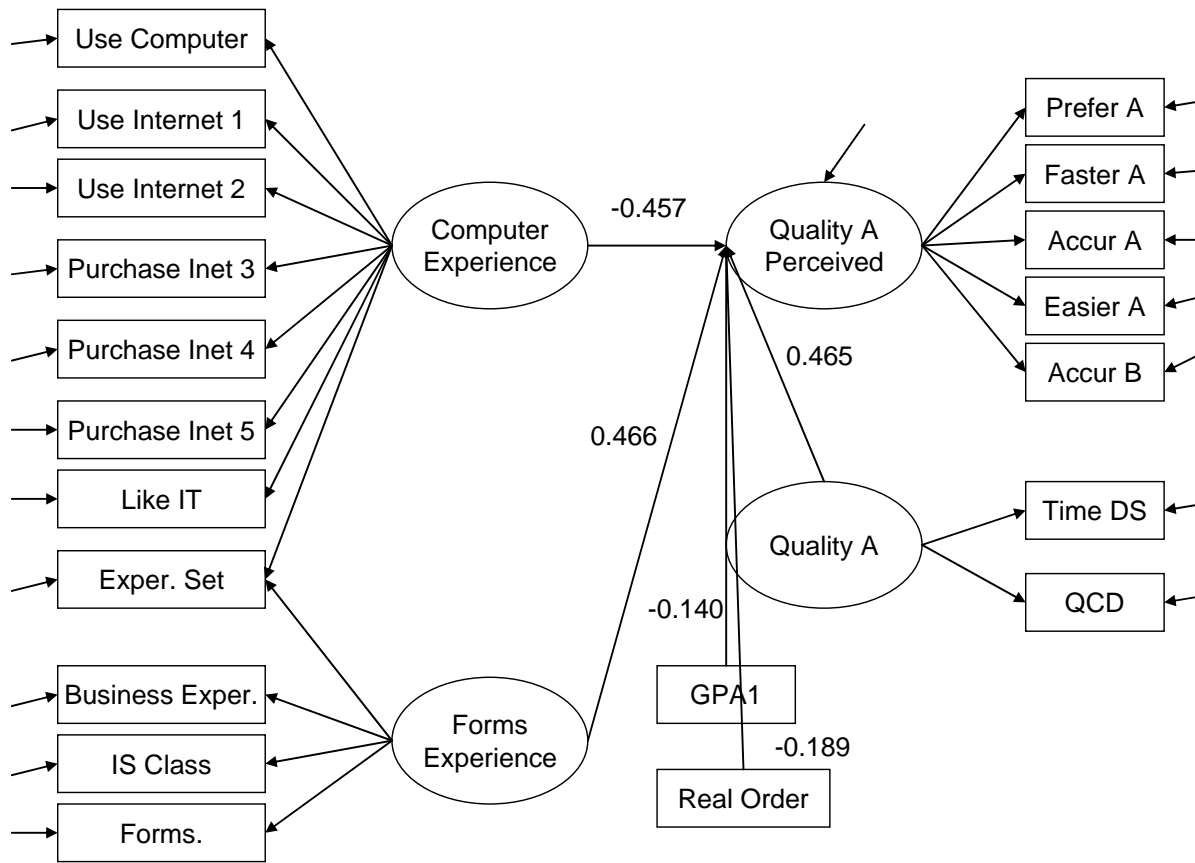 Use Computer
Use Internet 1
Use Internet 2
Purchase Inet 3
Purchase Inet 4
Purchase Inet 5
Like IT
Exper. Set
Business Exper.
IS Class
Forms.
Computer
Experience
Forms
Experience
-0.457
0.466
Quality A
Perceived
0.465
Quality A
-0.140
GPA1
-0.189
Real Order
Prefer A
Faster A
Accur A
Easier A
Accur B
Time DS
QCD